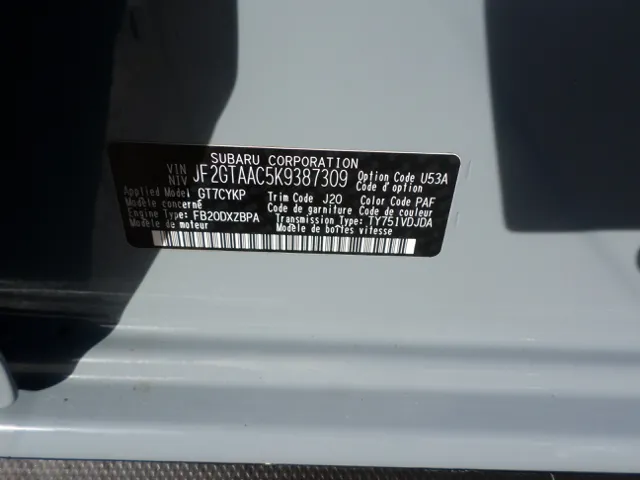 SUBARU CORPORATION
VIN NIV JF2GTAAC5K9387309 Option Code U53A
Code d'option
Applied Model GT7CYKP Trim Code J20 Color Code PAF
Modèle concerné Code de garniture Code de couleur
Engine Type FB20DXZBPA Transmission Type TY751VDJDA
Modèle de moteur Modèle de boîtes vitesse